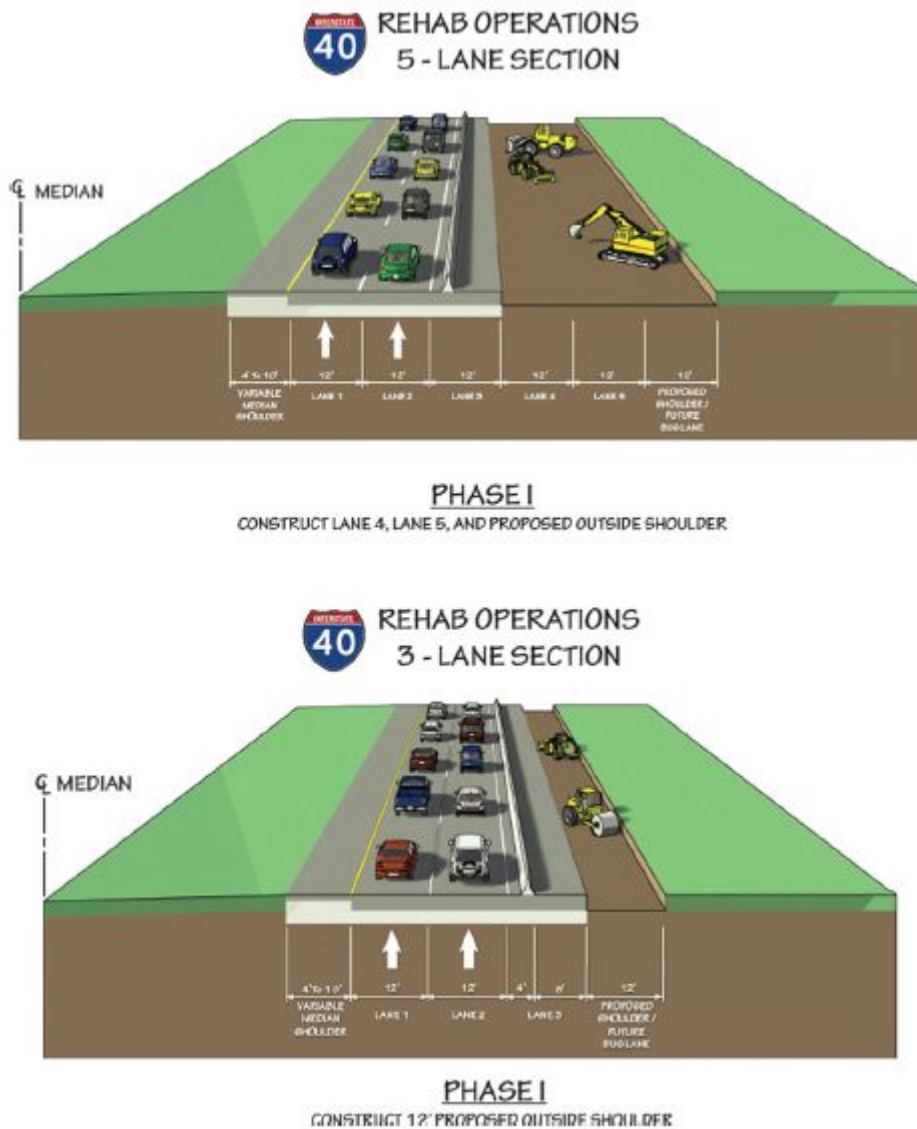 INTERSTATE
40
REHAB OPERATIONS
5 - LANE SECTION
℄ MEDIAN
4' to 10'
12'
12'
12'
12'
12'
12'
VARIABLE
MEDIAN
SHOULDER
LANE 1
LANE 2
LANE 3
LANE 4
LANE 5
PROPOSED
SHOULDER /
FUTURE
BUS LANE
PHASE I
CONSTRUCT LANE 4, LANE 5, AND PROPOSED OUTSIDE SHOULDER
INTERSTATE
40
REHAB OPERATIONS
3 - LANE SECTION
℄ MEDIAN
4' to 10'
12'
12'
4'
8'
12'
VARIABLE
MEDIAN
SHOULDER
LANE 1
LANE 2
LANE 3
PROPOSED
SHOULDER /
FUTURE
BUS LANE
PHASE I
CONSTRUCT 12' PROPOSED OUTSIDE SHOULDER